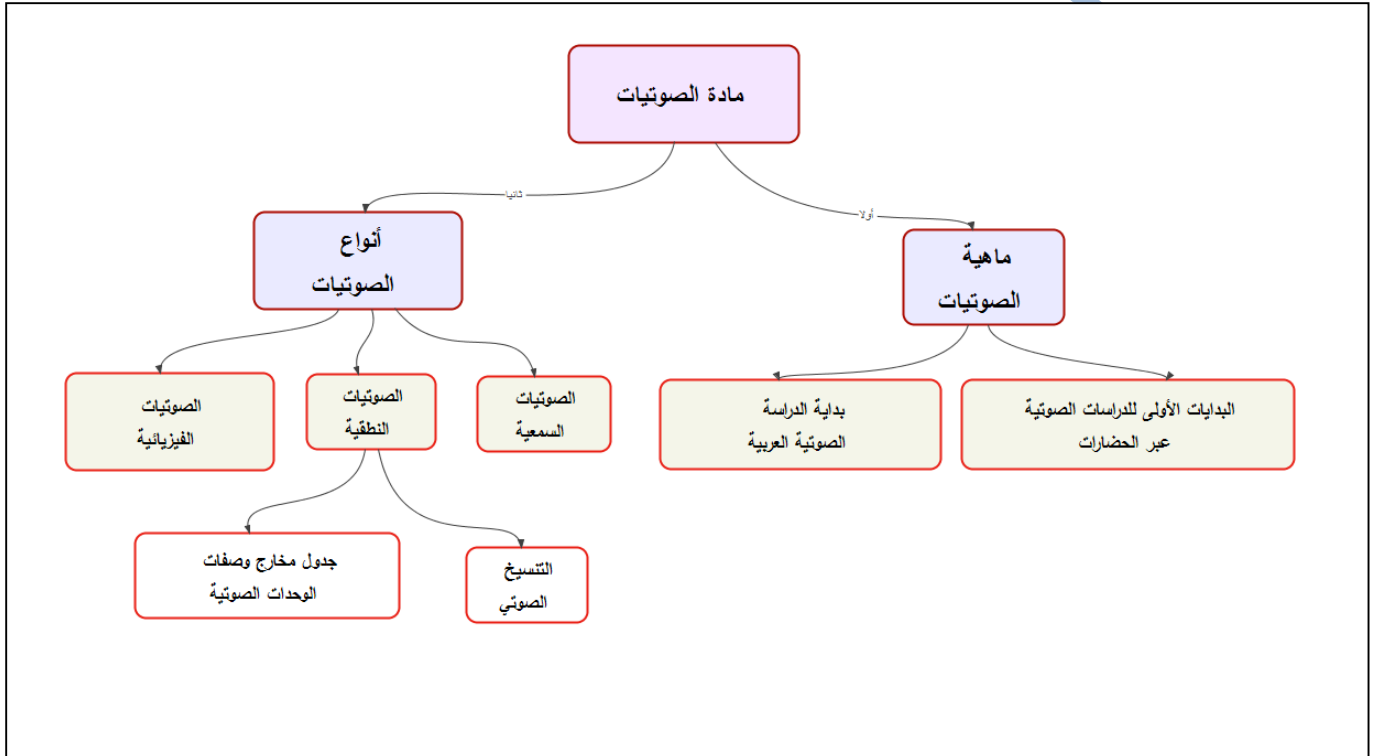 مادة الصوتيات
أولا
ثانيا
ماهية
الصوتيات
أنواع
الصوتيات
البدايات الأولى للدراسات الصوتية
عبر الحضارات
بداية الدراسة
الصوتية العربية
الصوتيات
السمعية
الصوتيات
النطقية
الصوتيات
الفيزيائية
التنسيخ
الصوتي
جدول مخارج وصفات
الوحدات الصوتية